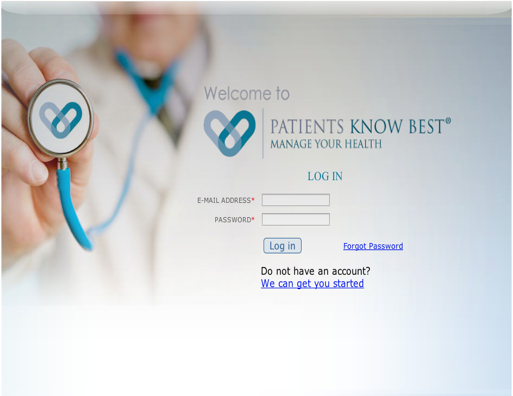 Welcome to
PATIENTS KNOW BEST®
MANAGE YOUR HEALTH
LOG IN
E-MAIL ADDRESS*
PASSWORD*
Log in Forgot Password
Do not have an account?
We can get you started